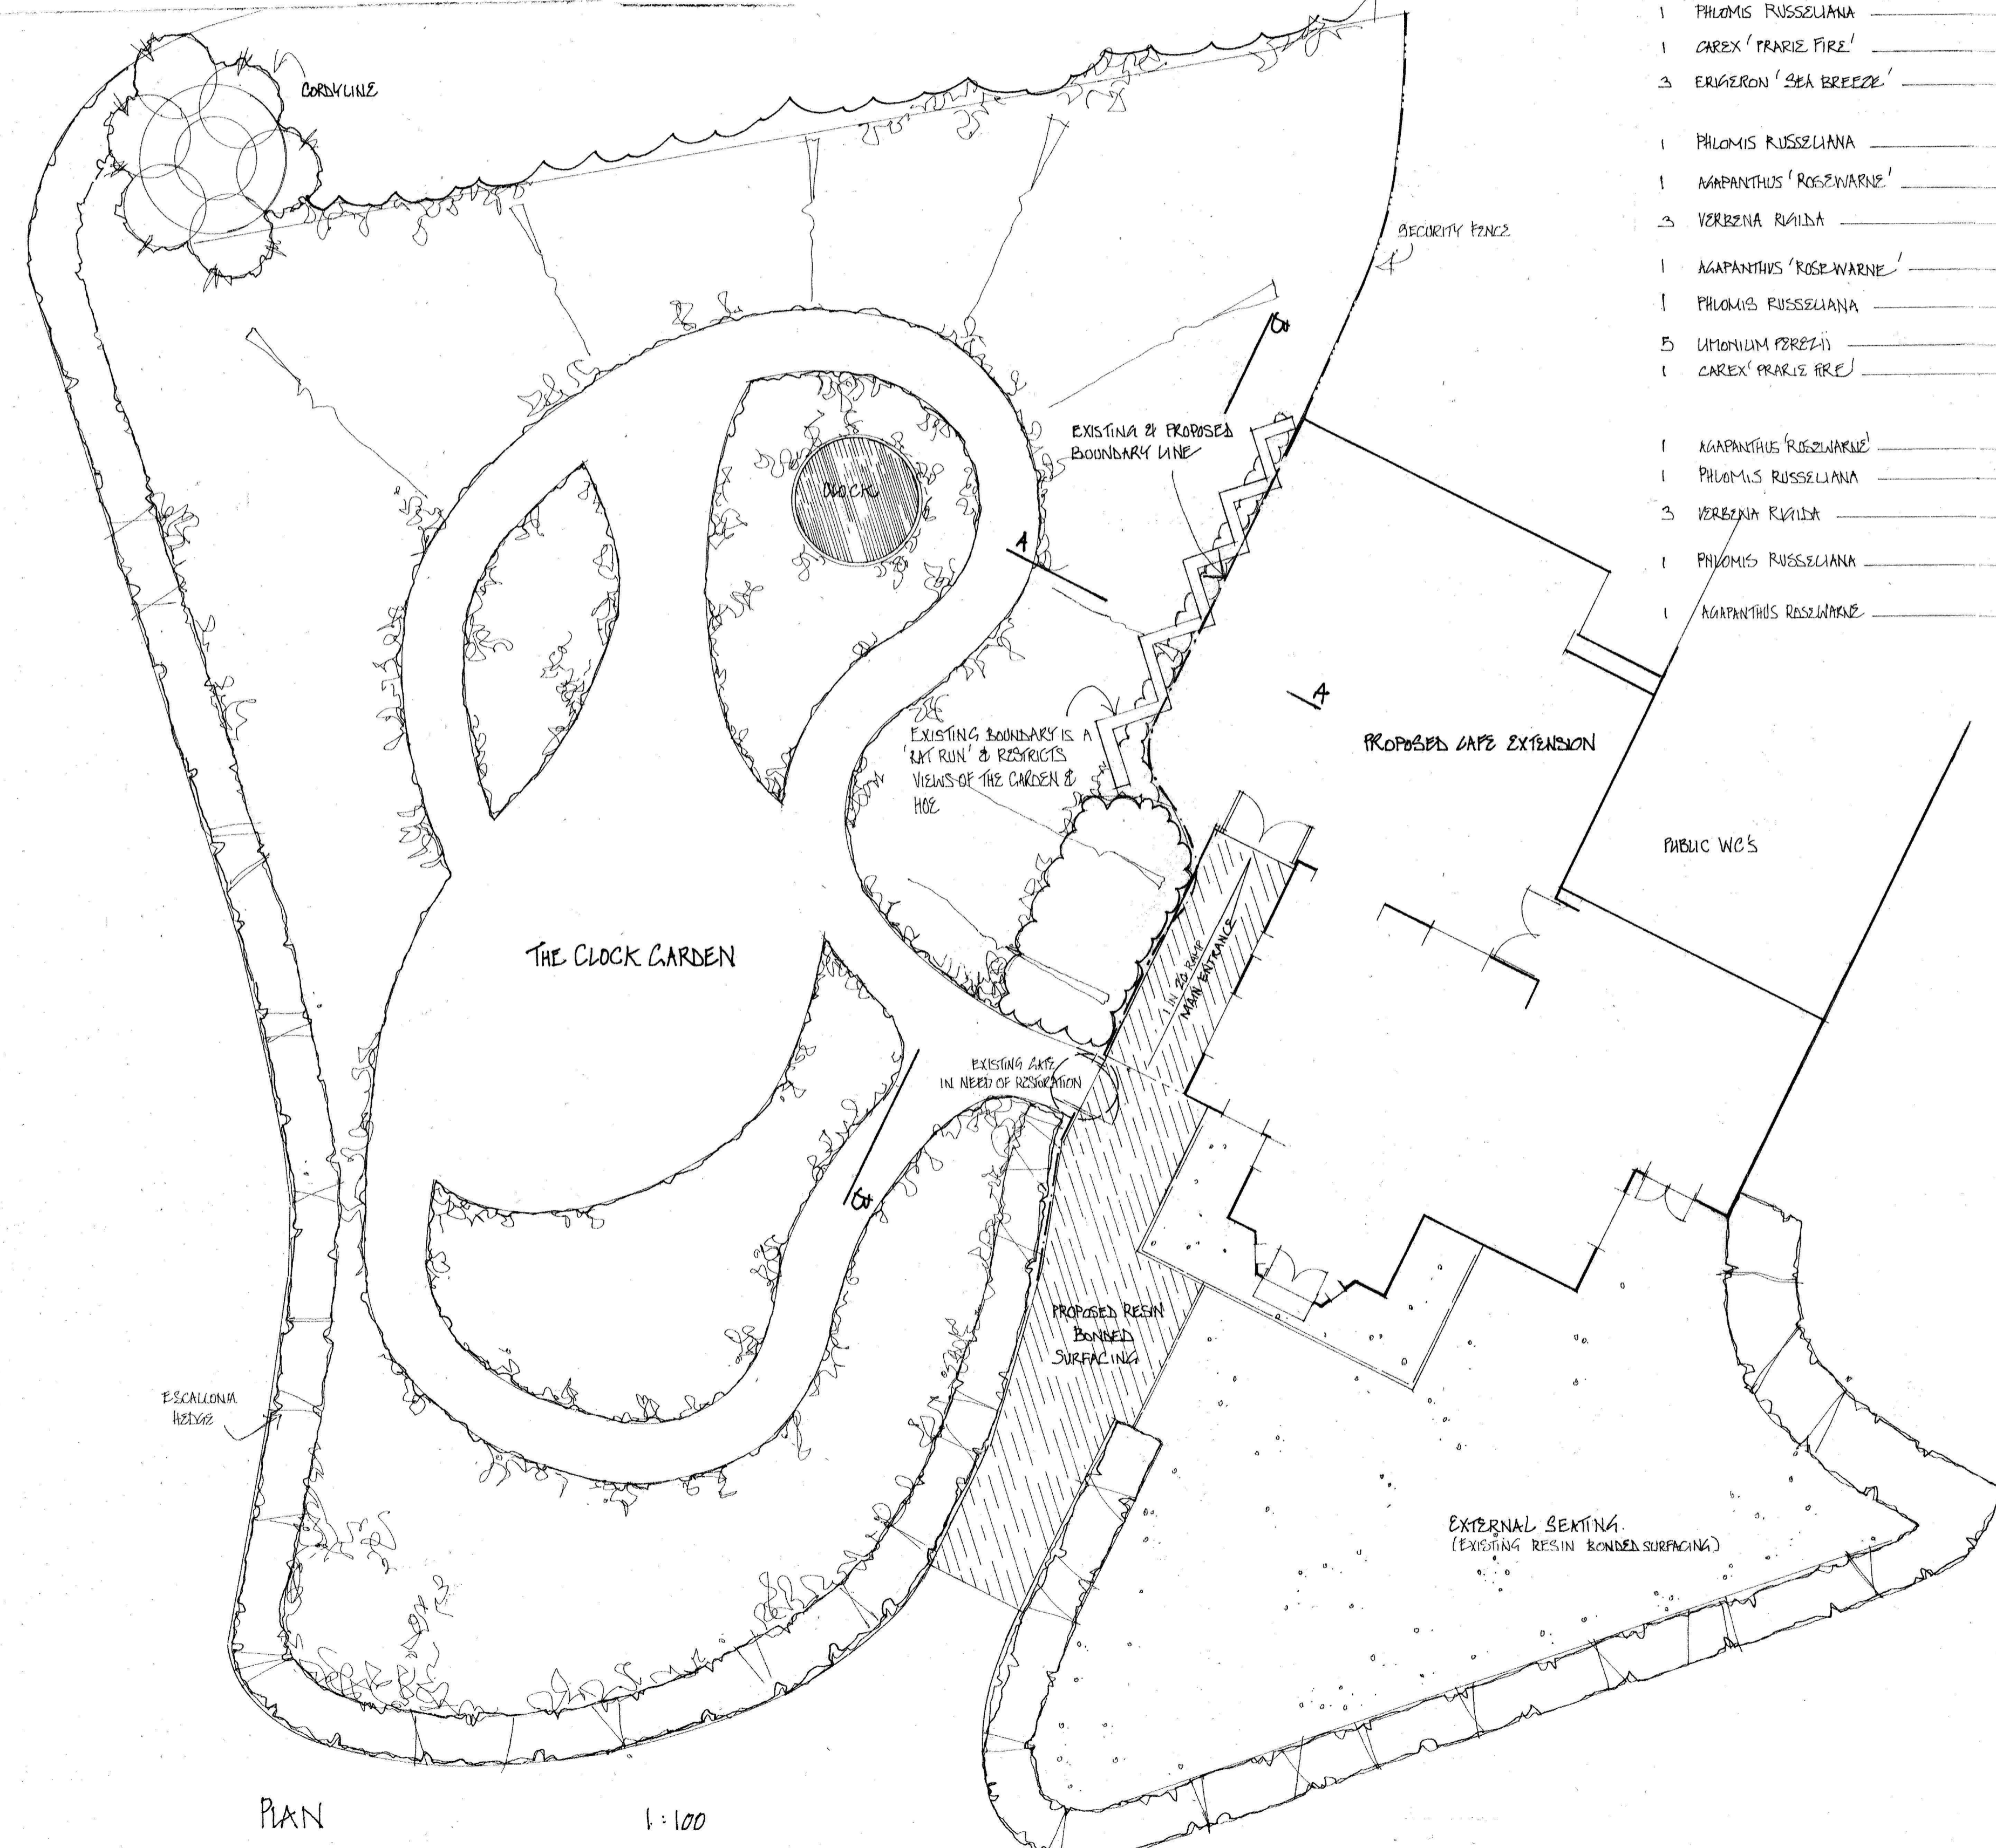 1 PHLOMIS RUSSELIANA
1 CAREX 'PRARIE FIRE'
3 ERIGERON 'SEA BREEZE'
1 PHLOMIS RUSSELIANA
1 AGAPANTHUS 'ROSEWARNE'
3 VERBENA RIGIDA
1 AGAPANTHUS 'ROSEWARNE'
1 PHLOMIS RUSSELIANA
5 LIMONIUM PEREZII
1 CAREX 'PRARIE FIRE'
1 AGAPANTHUS 'ROSEWARNE'
1 PHLOMIS RUSSELIANA
3 VERBENA RIGIDA
1 PHLOMIS RUSSELIANA
1 AGAPANTHUS ROSEWARNE
CORDYLINE
SECURITY FENCE
B
EXISTING & PROPOSED
BOUNDARY LINE
CLOCK
A
A
EXISTING BOUNDARY IS A
'RAT RUN' & RESTRICTS
VIEWS OF THE GARDEN &
HOE
PROPOSED CAFE EXTENSION
PUBLIC WC'S
THE CLOCK GARDEN
1 IN 20 RAMP
MAIN ENTRANCE
EXISTING GATE
IN NEED OF RESTORATION
B
PROPOSED RESIN
BONDED
SURFACING
ESCALLONIA
HEDGE
EXTERNAL SEATING.
(EXISTING RESIN BONDED SURFACING)
PLAN 1:100